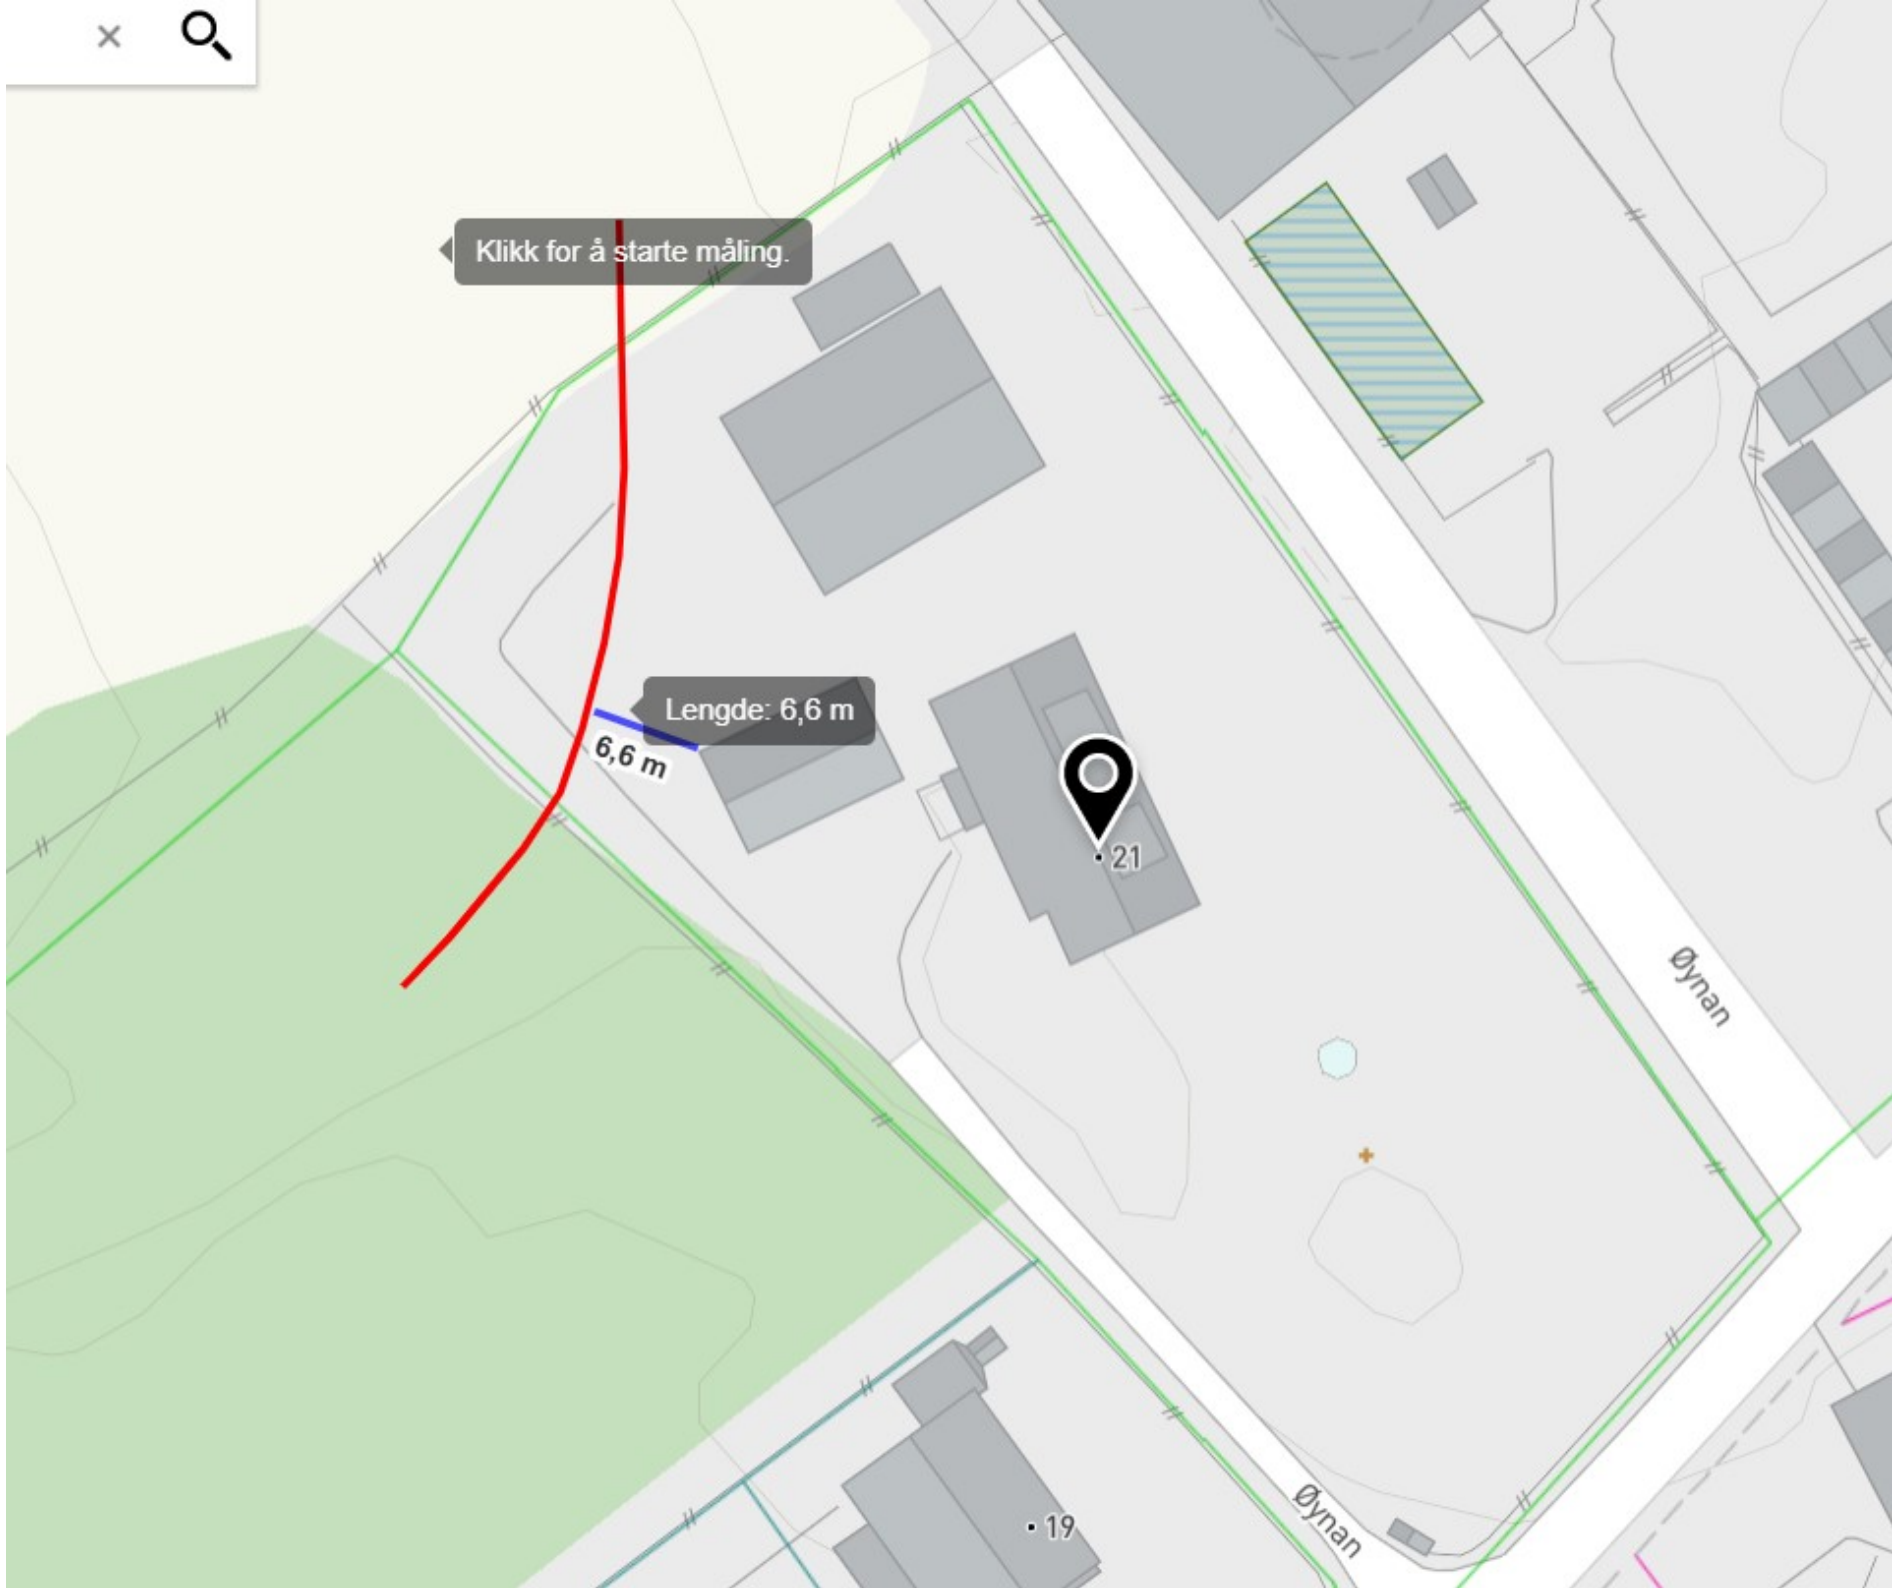 Klikk for å starte måling.
Lengde: 6,6 m
6,6 m
21
Øynan
Øynan
19